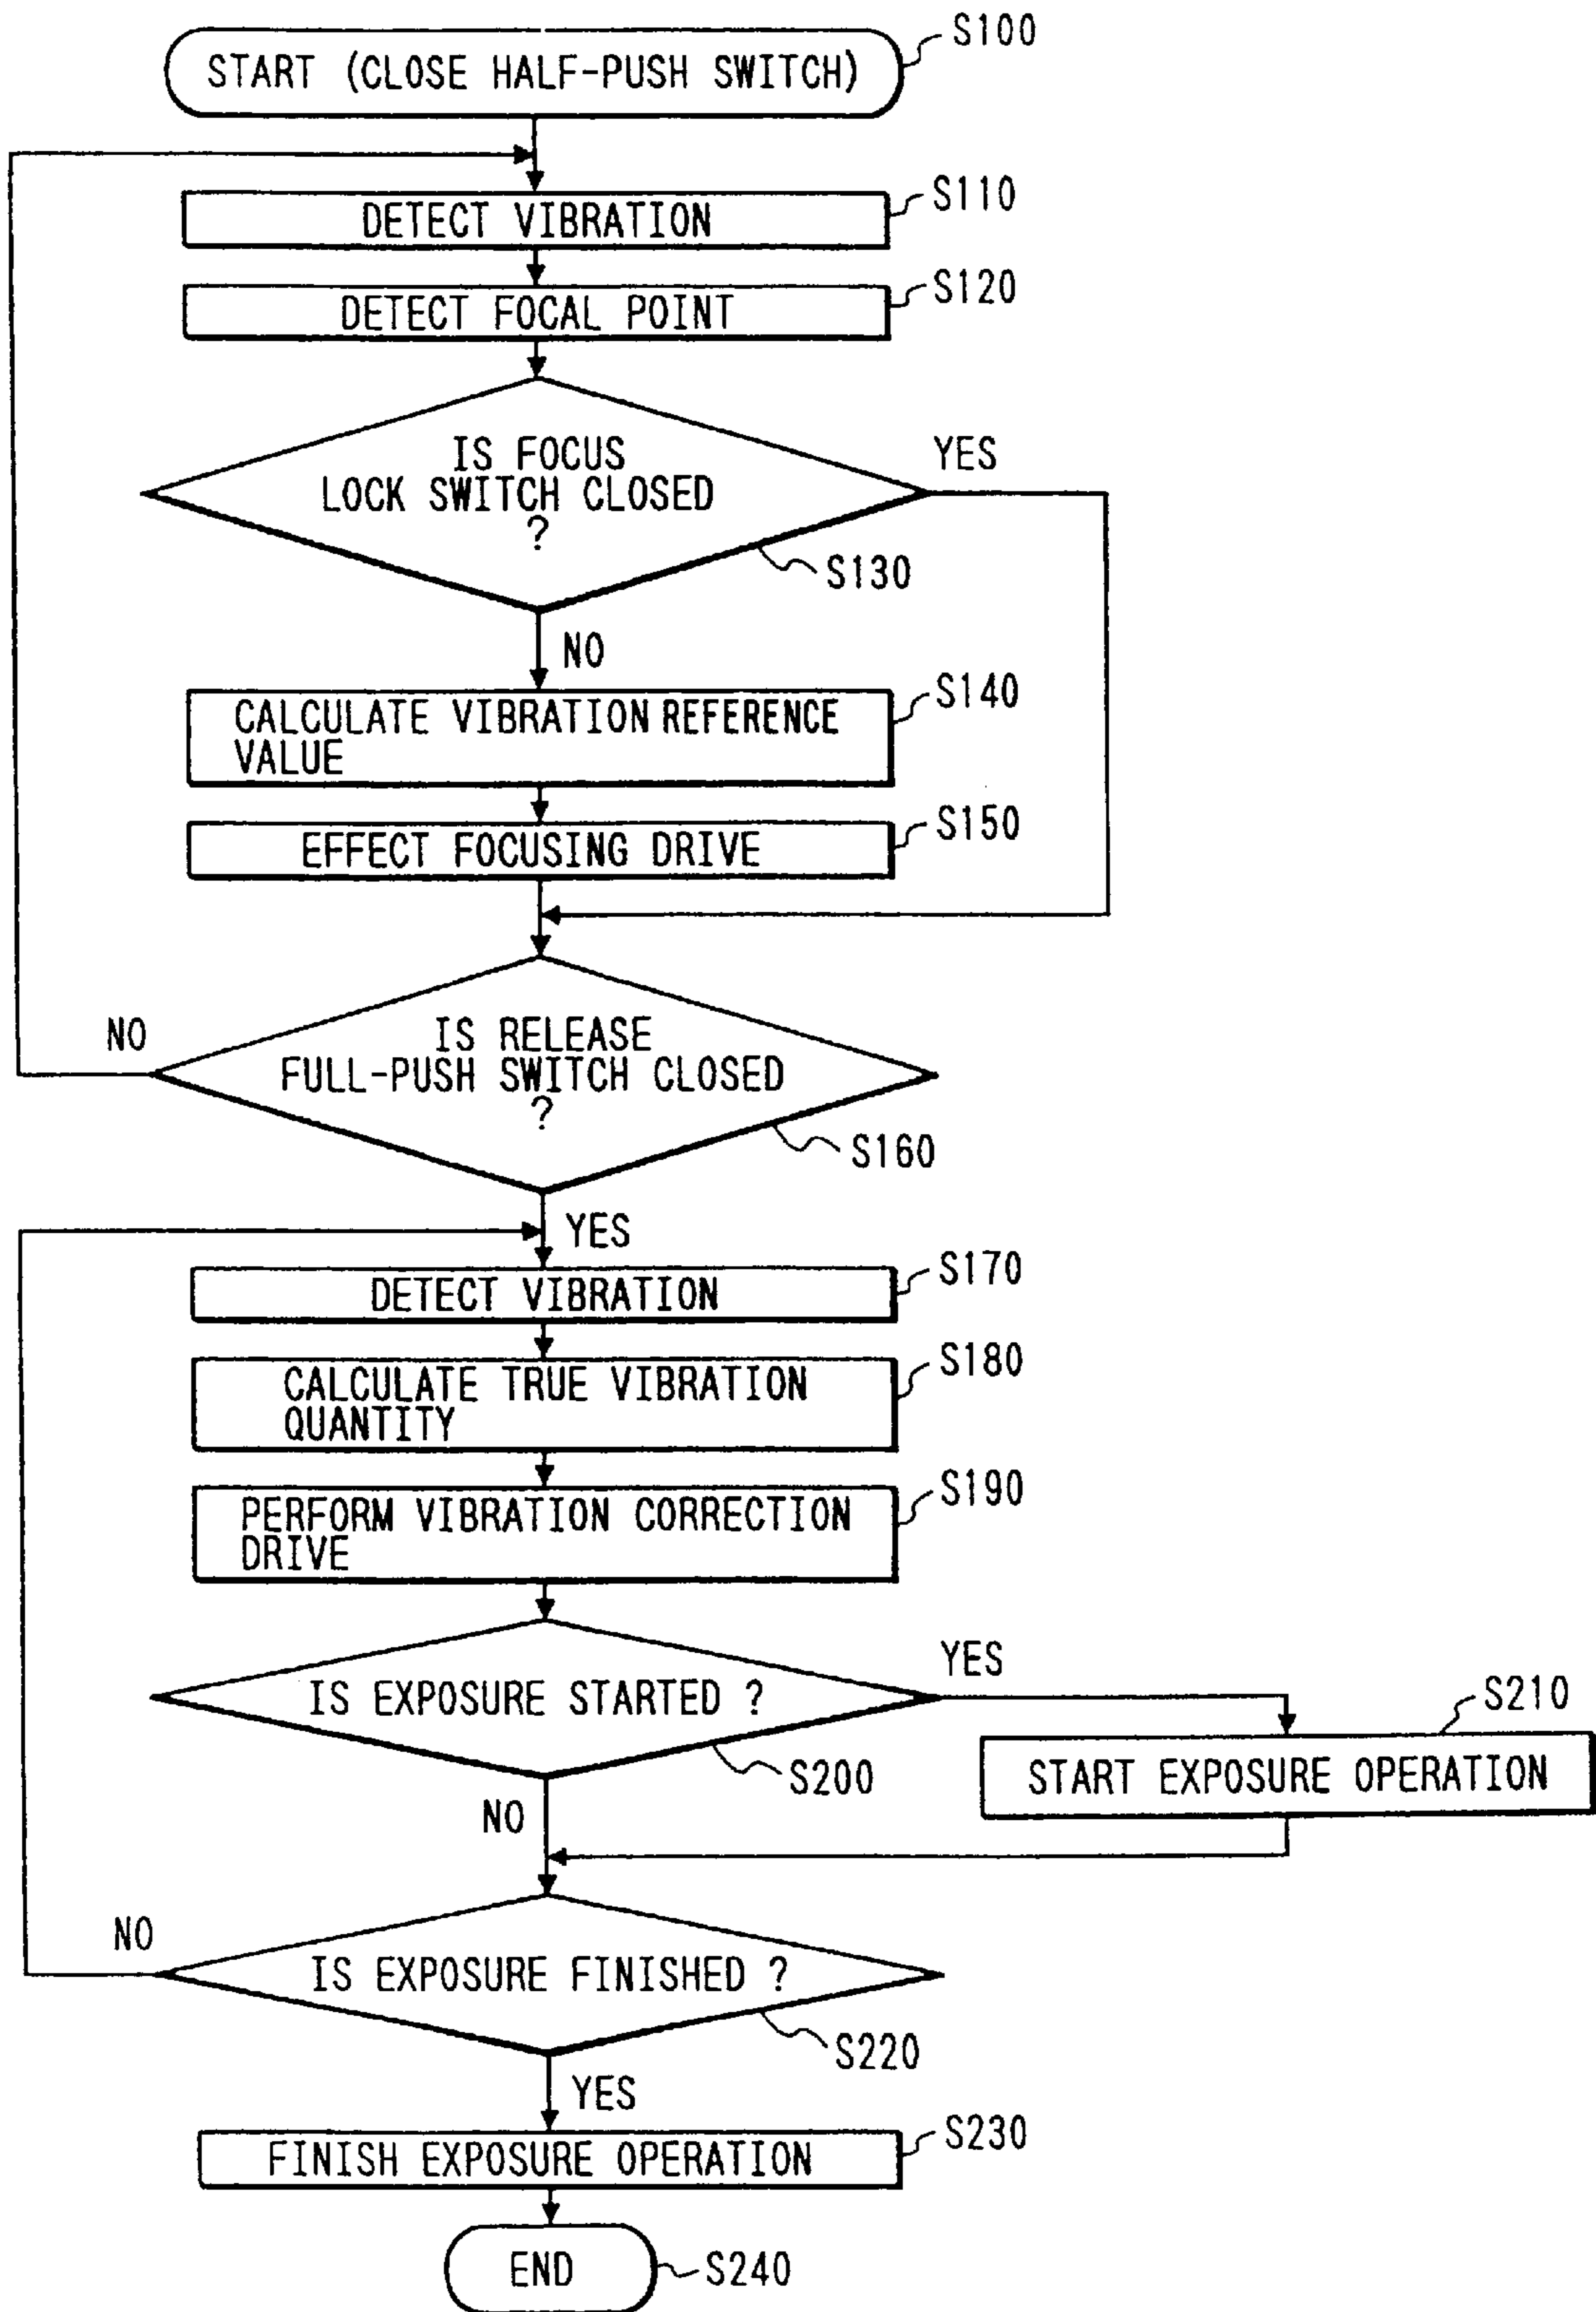 S100
START (CLOSE HALF-PUSH SWITCH)
S110
DETECT VIBRATION
S120
DETECT FOCAL POINT
IS FOCUS
LOCK SWITCH CLOSED
?
YES
S130
NO
S140
CALCULATE VIBRATION REFERENCE
VALUE
S150
EFFECT FOCUSING DRIVE
NO
IS RELEASE
FULL-PUSH SWITCH CLOSED
?
S160
YES
S170
DETECT VIBRATION
S180
CALCULATE TRUE VIBRATION
QUANTITY
S190
PERFORM VIBRATION CORRECTION
DRIVE
YES
IS EXPOSURE STARTED ?
S210
S200
START EXPOSURE OPERATION
NO
NO
IS EXPOSURE FINISHED ?
S220
YES
S230
FINISH EXPOSURE OPERATION
END
S240